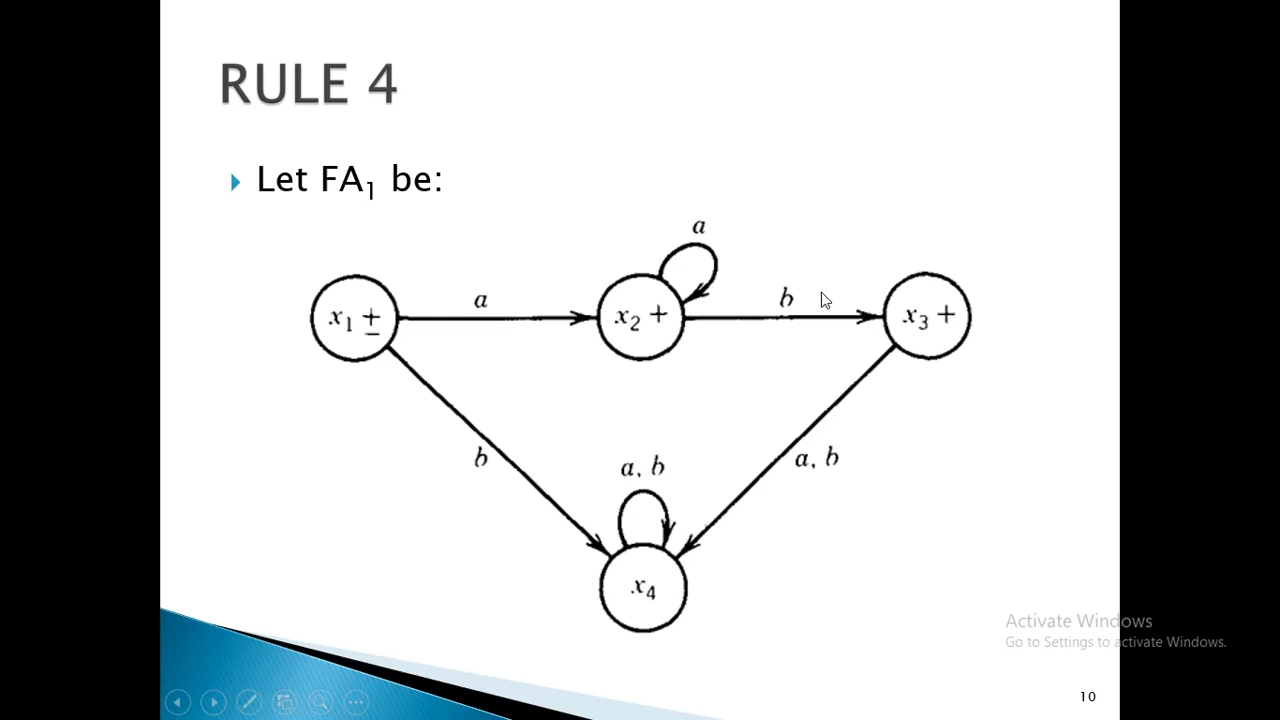 RULE 4
Let FA₁ be:
a
a
b
x₁ ±
x₂ +
x₃ +
b
a, b
a, b
x₄
Activate Windows
Go to Settings to activate Windows.
10